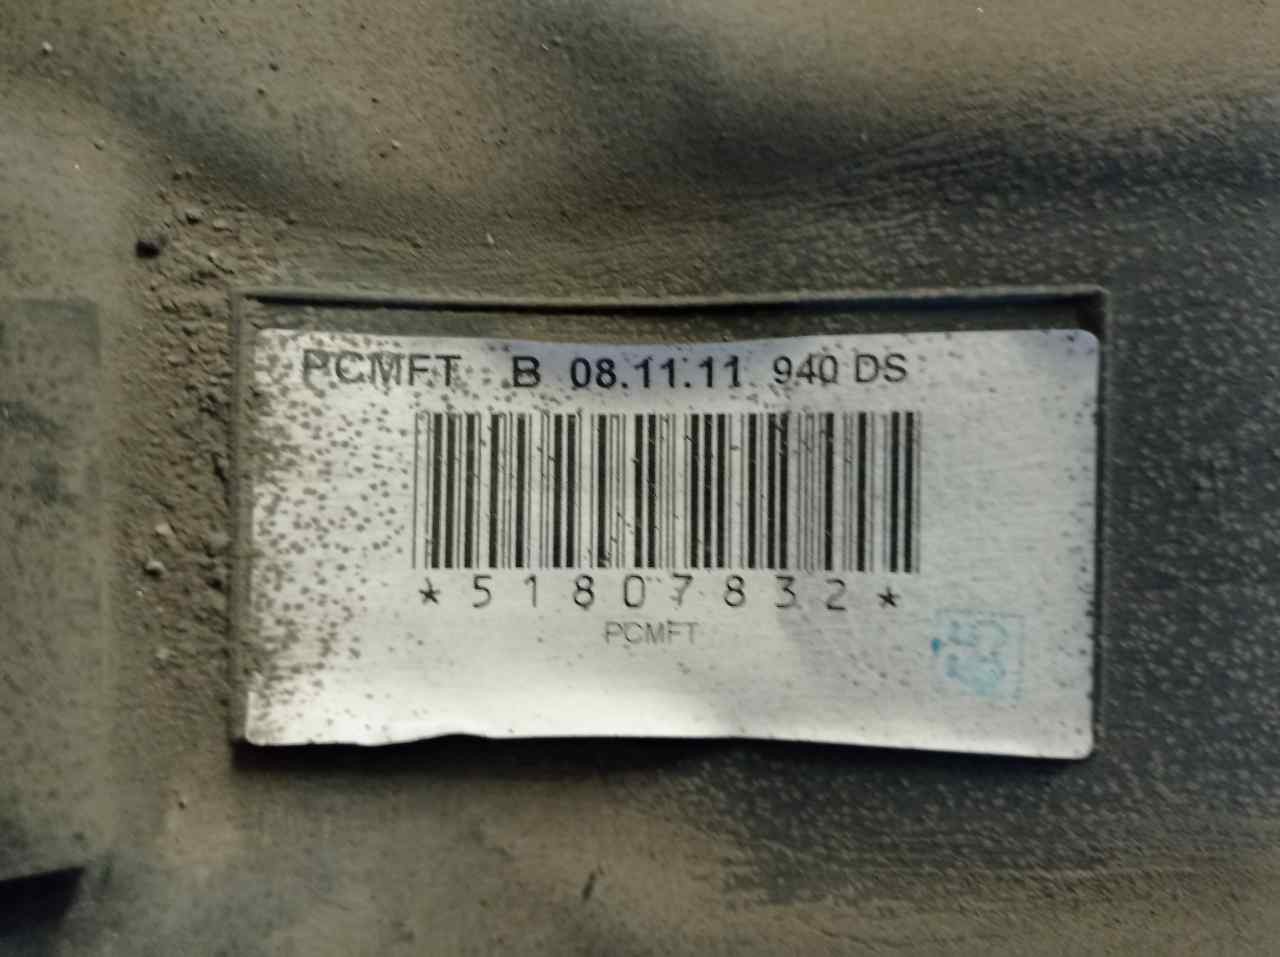 PCMFT B 08.11.11 940 DS
*51807832*
PCMFT